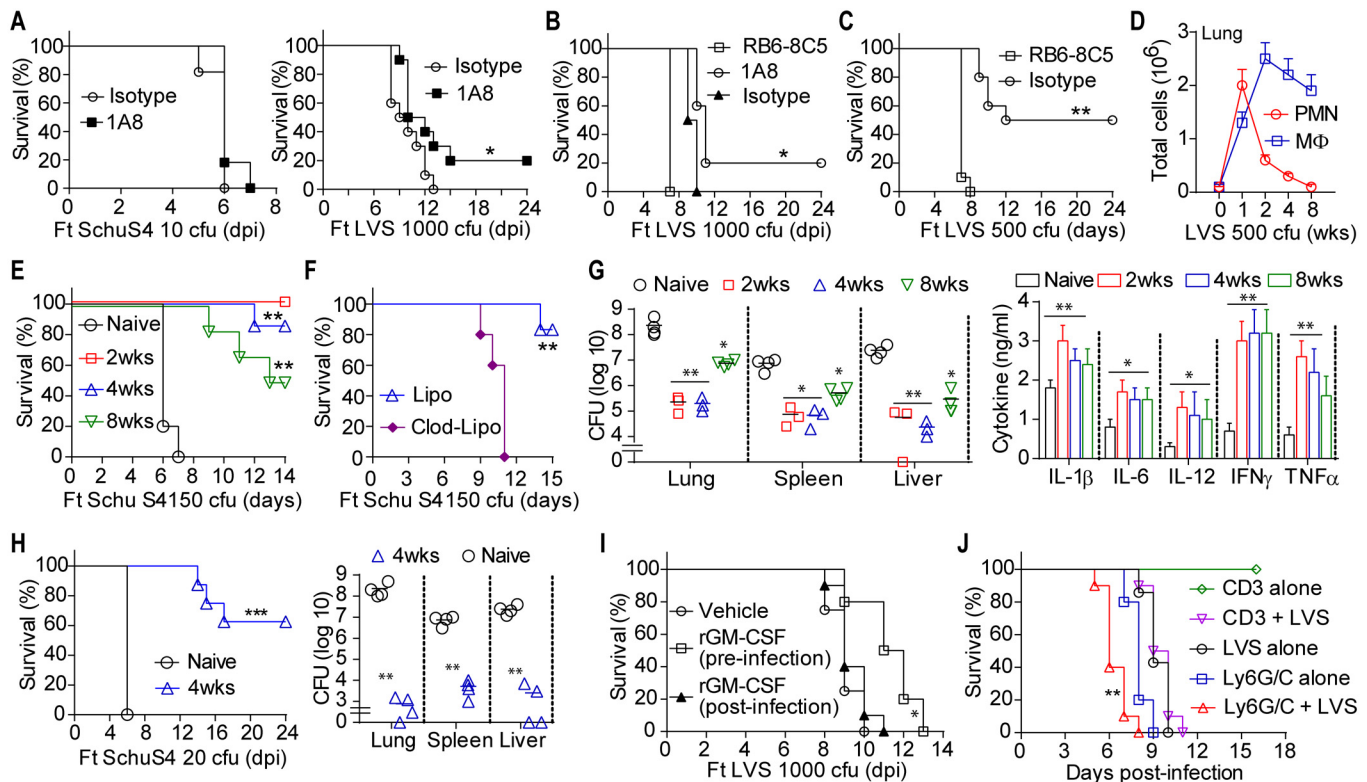 A
Survival (%)
100
80
60
40
20
0
Isotype
1A8
0 2 4 6 8
Ft SchuS4 10 cfu (dpi)
Survival (%)
100
80
60
40
20
0
Isotype
1A8
*
0 4 8 12 16 20 24
Ft LVS 1000 cfu (dpi)
B
Survival (%)
100
80
60
40
20
0
RB6-8C5
1A8
Isotype
*
0 4 8 12 16 20 24
Ft LVS 1000 cfu (dpi)
C
Survival (%)
100
80
60
40
20
0
RB6-8C5
Isotype
**
0 4 8 12 16 20 24
Ft LVS 500 cfu (days)
D
Lung
Total cells (10⁶)
3
2
1
0
PMN
MΦ
0 1 2 4 8
LVS 500 cfu (wks)
E
Survival (%)
100
80
60
40
20
0
Naive
2wks
4wks
8wks
**
**
0 2 4 6 8 10 12 14
Ft Schu S4150 cfu (days)
F
Survival (%)
100
80
60
40
20
0
Lipo
Clod-Lipo
**
0 3 6 9 12 15
Ft Schu S4150 cfu (days)
G
Naive 2wks 4wks 8wks
CFU (log 10)
9
8
7
6
5
4
0
**
*
*
*
**
*
Lung Spleen Liver
Naive 2wks 4wks 8wks
Cytokine (ng/ml)
4
3
2
1
0
**
*
*
**
**
IL-1β IL-6 IL-12 IFNγ TNFα
H
Survival (%)
100
80
60
40
20
0
Naive
4wks
***
0 4 8 12 16 20 24
Ft SchuS4 20 cfu (dpi)
4wks Naive
CFU (log 10)
9
8
7
6
5
4
3
0
**
**
**
Lung Spleen Liver
I
Survival (%)
100
80
60
40
20
0
Vehicle
rGM-CSF
(pre-infection)
rGM-CSF
(post-infection)
*
0 2 4 6 8 10 12 14
Ft LVS 1000 cfu (dpi)
J
Survival (%)
100
80
60
40
20
0
CD3 alone
CD3 + LVS
LVS alone
Ly6G/C alone
Ly6G/C + LVS
**
0 3 6 9 12 15 18
Days post-infection